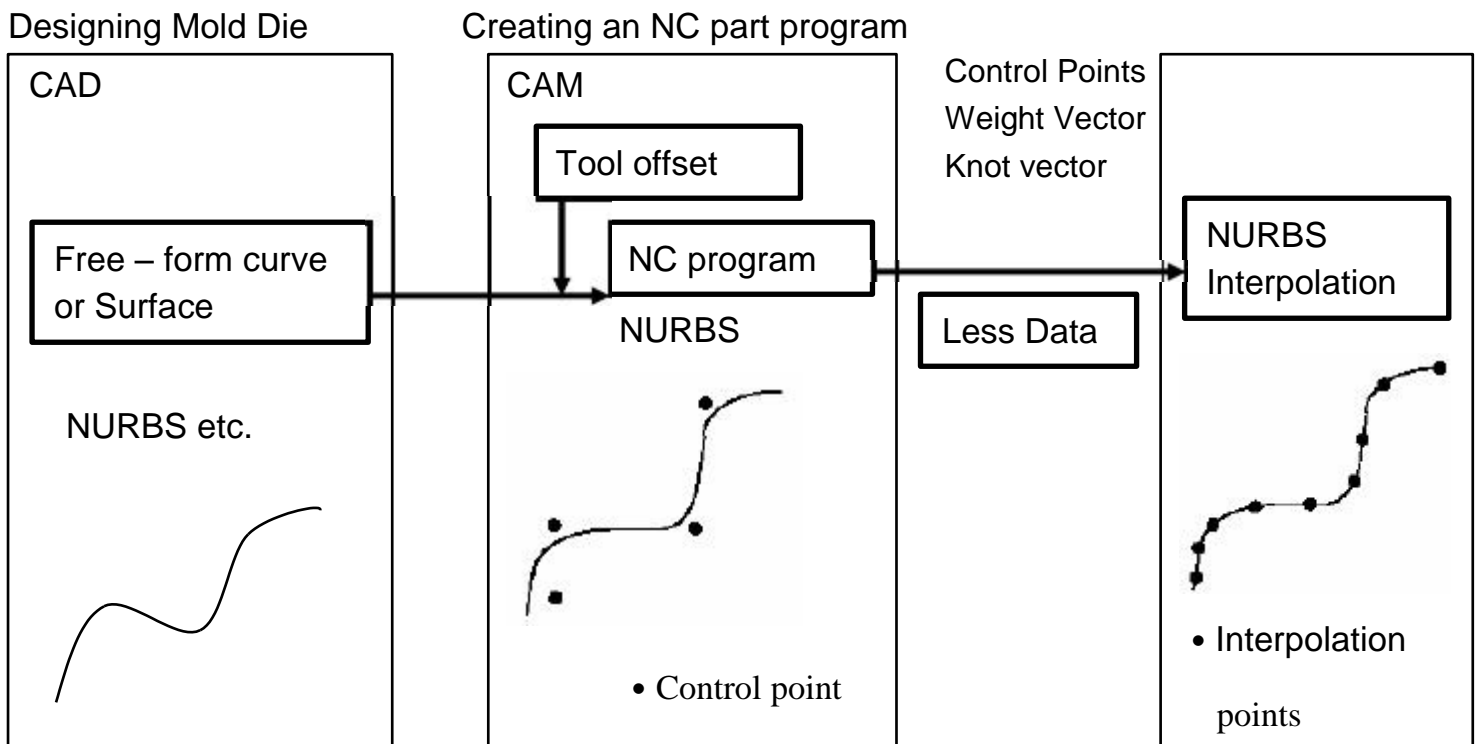 Designing Mold Die
Creating an NC part program
CAD
CAM
Control Points
Weight Vector
Knot vector
Tool offset
Free – form curve
or Surface
NC program
NURBS
Interpolation
NURBS
Less Data
NURBS etc.
• Control point
• Interpolation
points